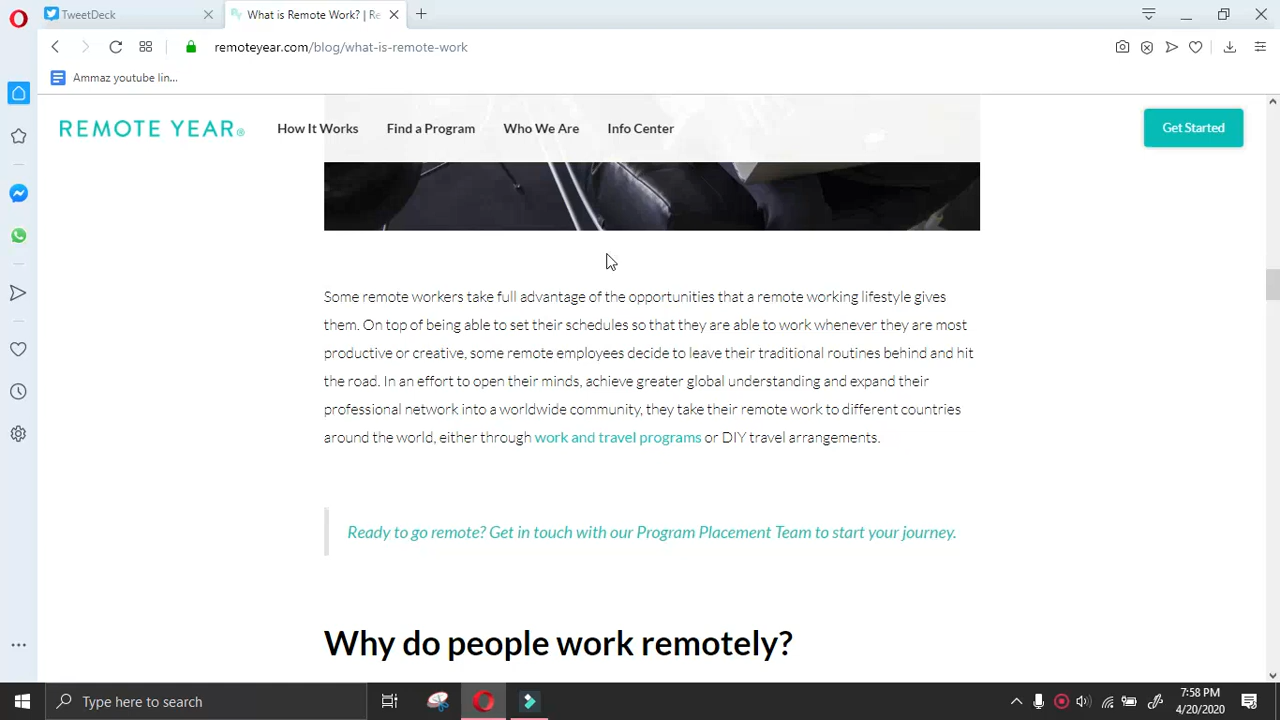 TweetDeck
What is Remote Work? | Re
remoteyear.com/blog/what-is-remote-work
Ammaz youtube lin...
REMOTE YEAR®
How It Works
Find a Program
Who We Are
Info Center
Get Started
Some remote workers take full advantage of the opportunities that a remote working lifestyle gives
them. On top of being able to set their schedules so that they are able to work whenever they are most
productive or creative, some remote employees decide to leave their traditional routines behind and hit
the road. In an effort to open their minds, achieve greater global understanding and expand their
professional network into a worldwide community, they take their remote work to different countries
around the world, either through work and travel programs or DIY travel arrangements.
Ready to go remote? Get in touch with our Program Placement Team to start your journey.
Why do people work remotely?
Type here to search
7:58 PM
4/20/2020